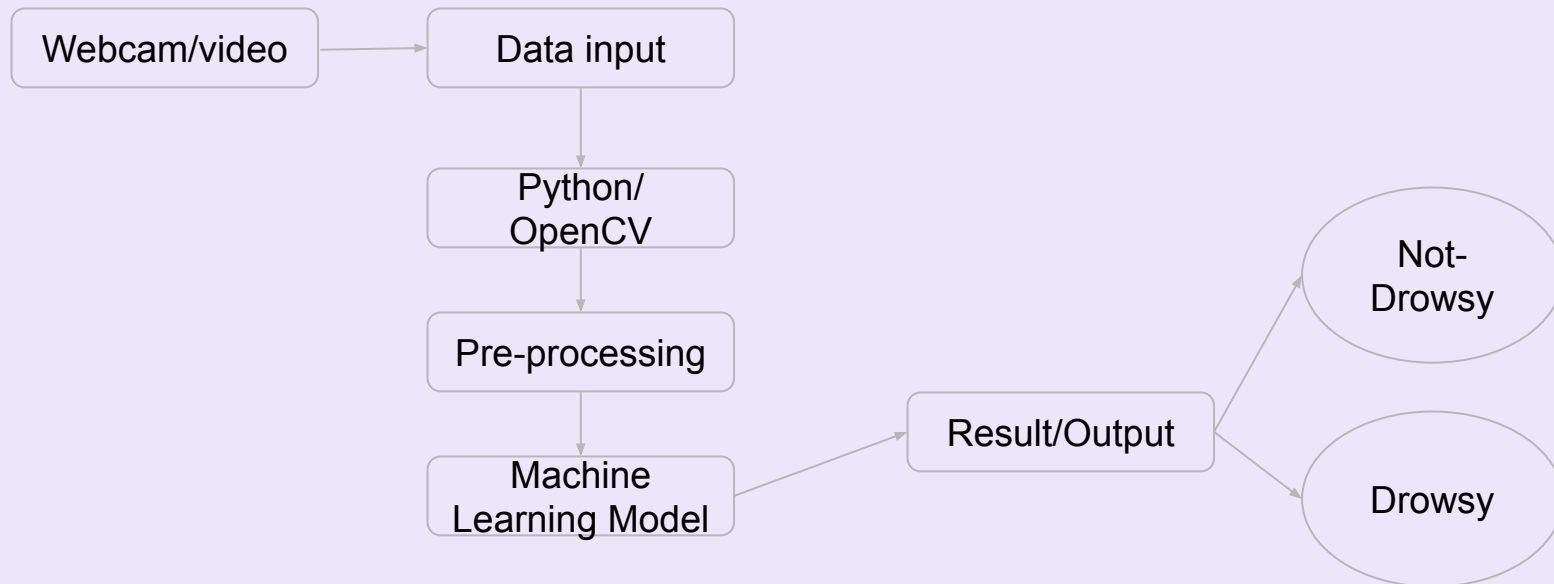 Webcam/video
Data input
Python/
OpenCV
Pre-processing
Machine
Learning Model
Result/Output
Not-
Drowsy
Drowsy